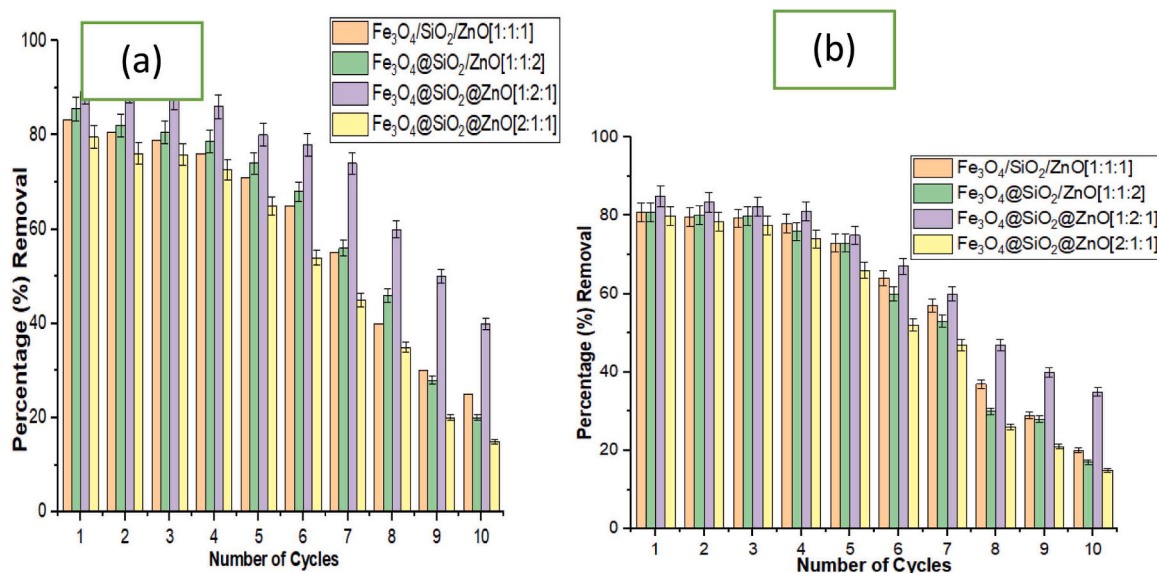 (a)
Fe₃O₄/SiO₂/ZnO[1:1:1]
Fe₃O₄@SiO₂/ZnO[1:1:2]
Fe₃O₄@SiO₂@ZnO[1:2:1]
Fe₃O₄@SiO₂@ZnO[2:1:1]
Percentage (%) Removal
100
80
60
40
20
0
1 2 3 4 5 6 7 8 9 10
Number of Cycles
(b)
Fe₃O₄/SiO₂/ZnO[1:1:1]
Fe₃O₄@SiO₂/ZnO[1:1:2]
Fe₃O₄@SiO₂@ZnO[1:2:1]
Fe₃O₄@SiO₂@ZnO[2:1:1]
Percentage (%) Removal
100
80
60
40
20
0
1 2 3 4 5 6 7 8 9 10
Number of Cycles